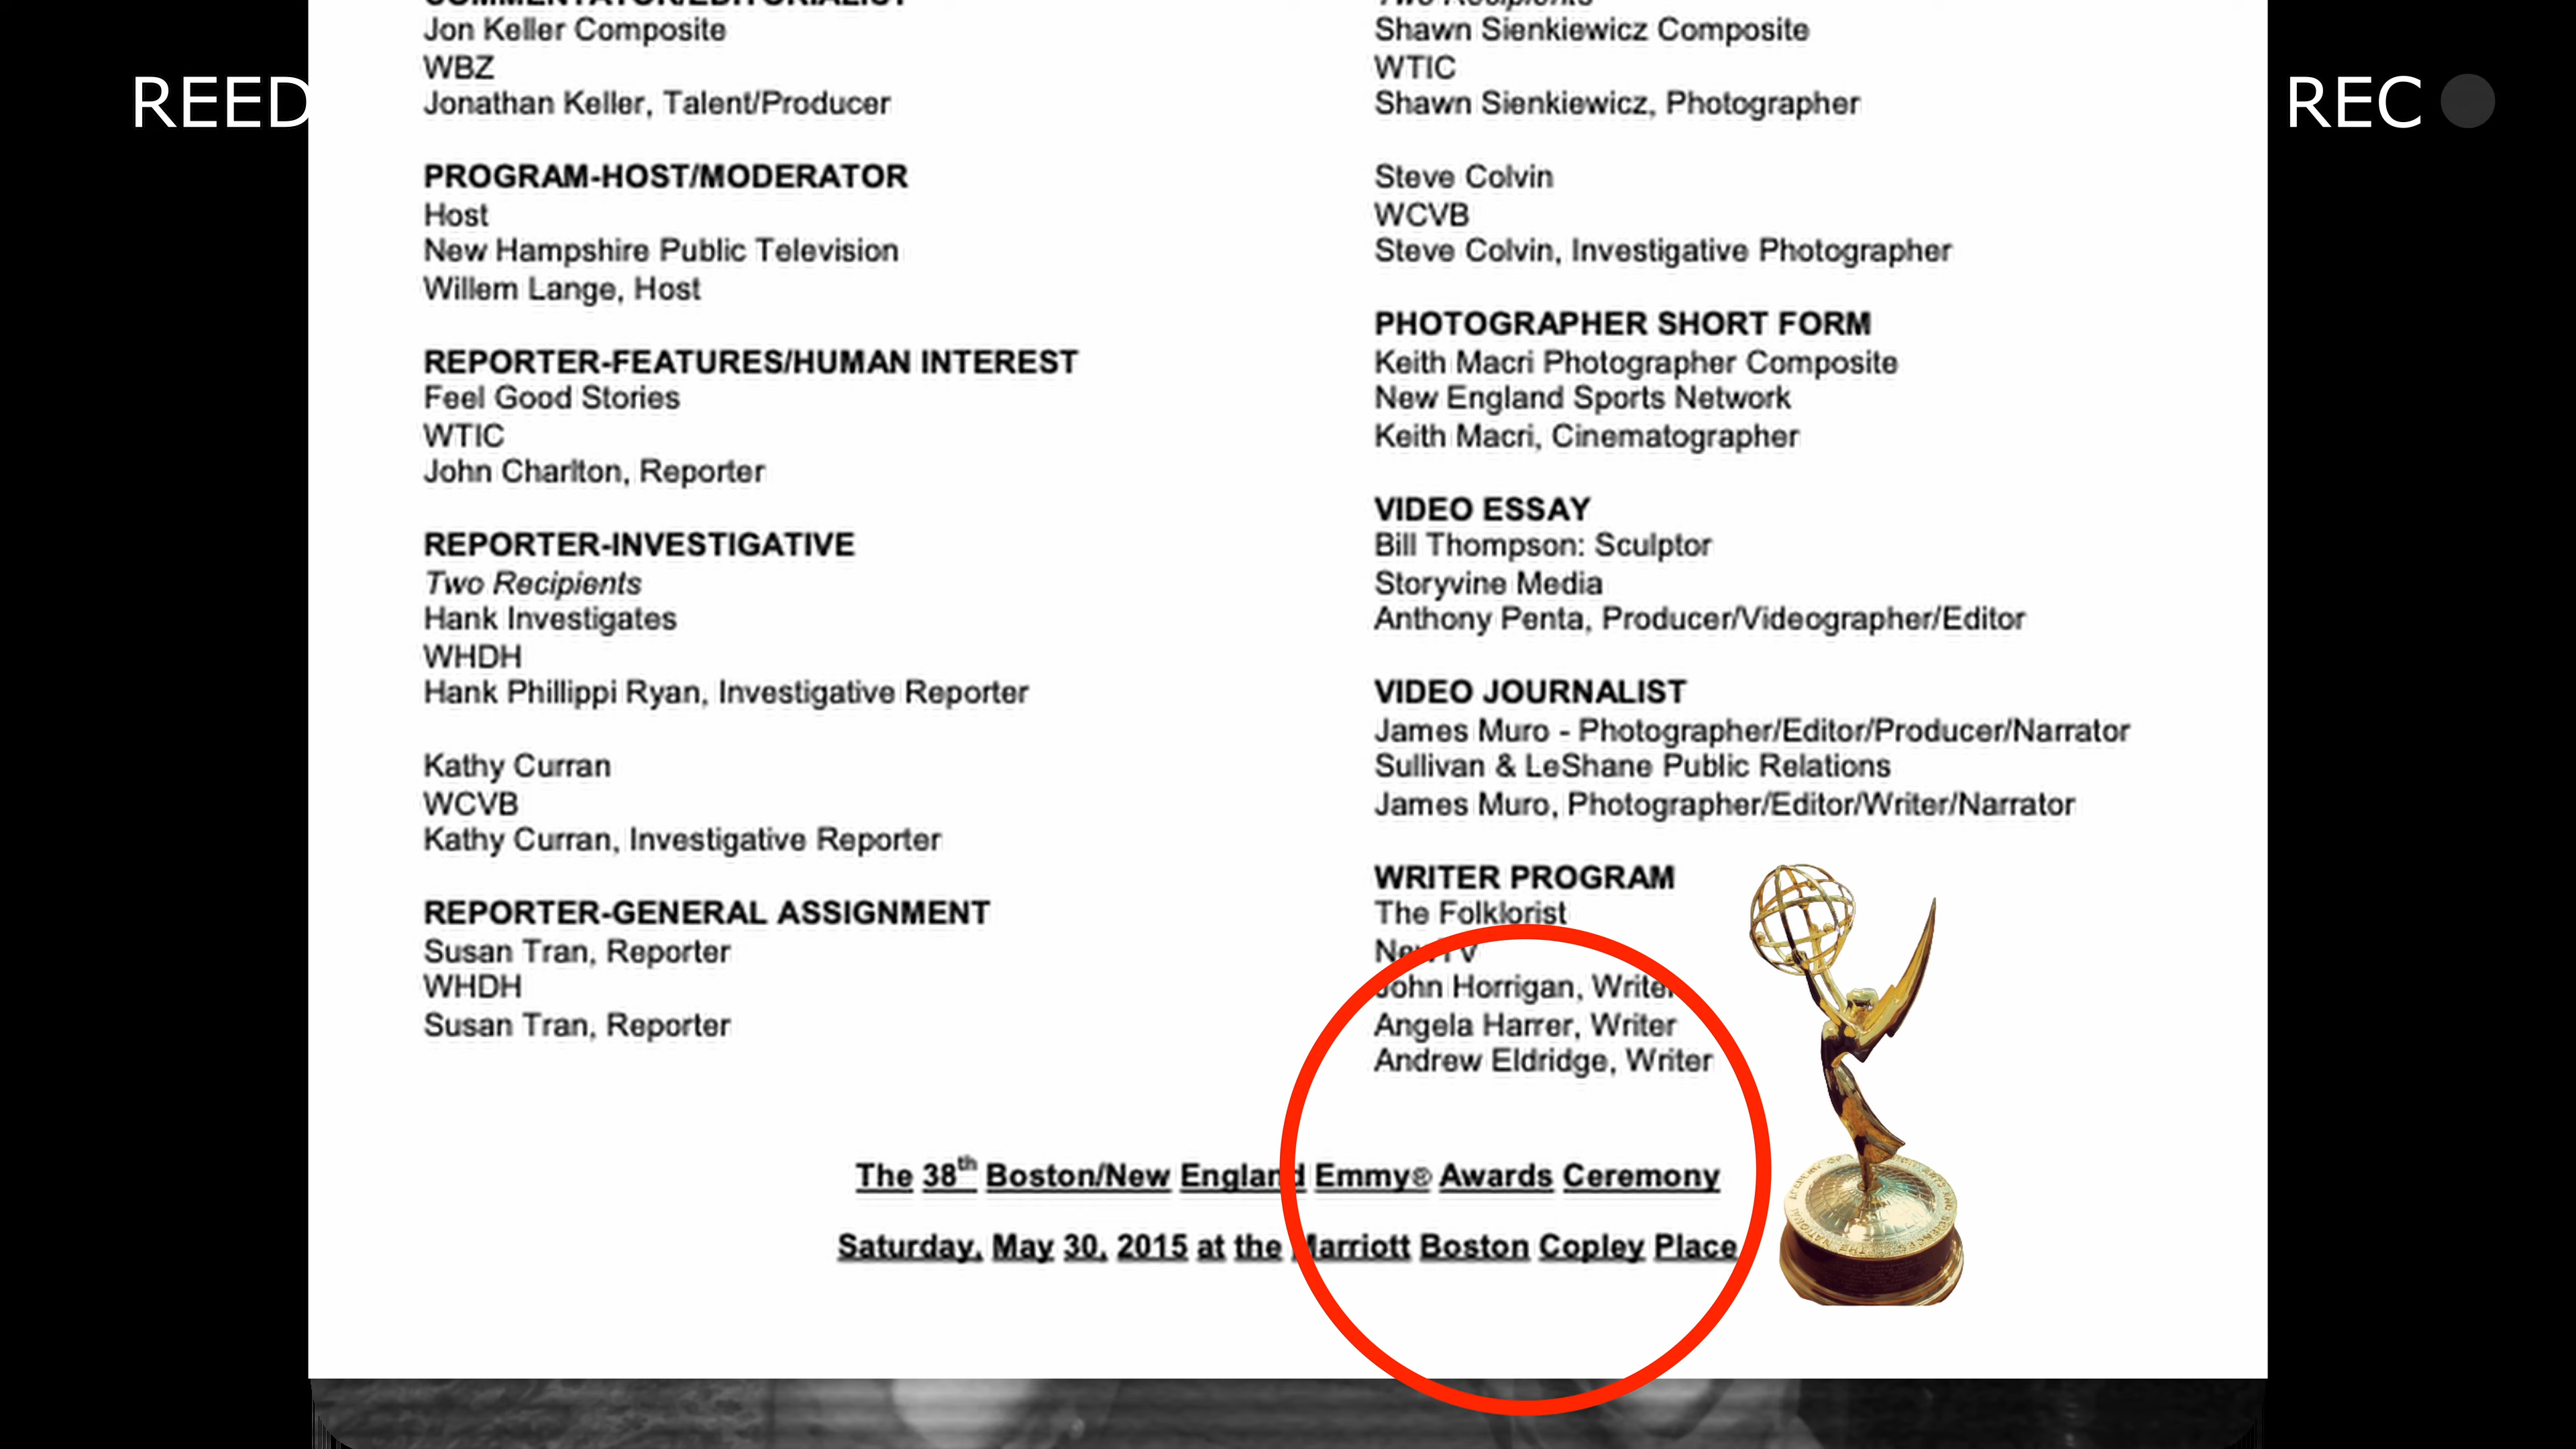 REED
REC
COMMENTATOR/EDITORIALIST
Jon Keller Composite
WBZ
Jonathan Keller, Talent/Producer
PROGRAM-HOST/MODERATOR
Host
New Hampshire Public Television
Willem Lange, Host
REPORTER-FEATURES/HUMAN INTEREST
Feel Good Stories
WTIC
John Charlton, Reporter
REPORTER-INVESTIGATIVE
Two Recipients
Hank Investigates
WHDH
Hank Phillippi Ryan, Investigative Reporter
Kathy Curran
WCVB
Kathy Curran, Investigative Reporter
REPORTER-GENERAL ASSIGNMENT
Susan Tran, Reporter
WHDH
Susan Tran, Reporter
Two Recipients
Shawn Sienkiewicz Composite
WTIC
Shawn Sienkiewicz, Photographer
Steve Colvin
WCVB
Steve Colvin, Investigative Photographer
PHOTOGRAPHER SHORT FORM
Keith Macri Photographer Composite
New England Sports Network
Keith Macri, Cinematographer
VIDEO ESSAY
Bill Thompson: Sculptor
Storyvine Media
Anthony Penta, Producer/Videographer/Editor
VIDEO JOURNALIST
James Muro - Photographer/Editor/Producer/Narrator
Sullivan & LeShane Public Relations
James Muro, Photographer/Editor/Writer/Narrator
WRITER PROGRAM
The Folklorist
NewTV
John Horrigan, Writer
Angela Harrer, Writer
Andrew Eldridge, Writer
The 38th Boston/New England Emmy® Awards Ceremony
Saturday, May 30, 2015 at the Marriott Boston Copley Place